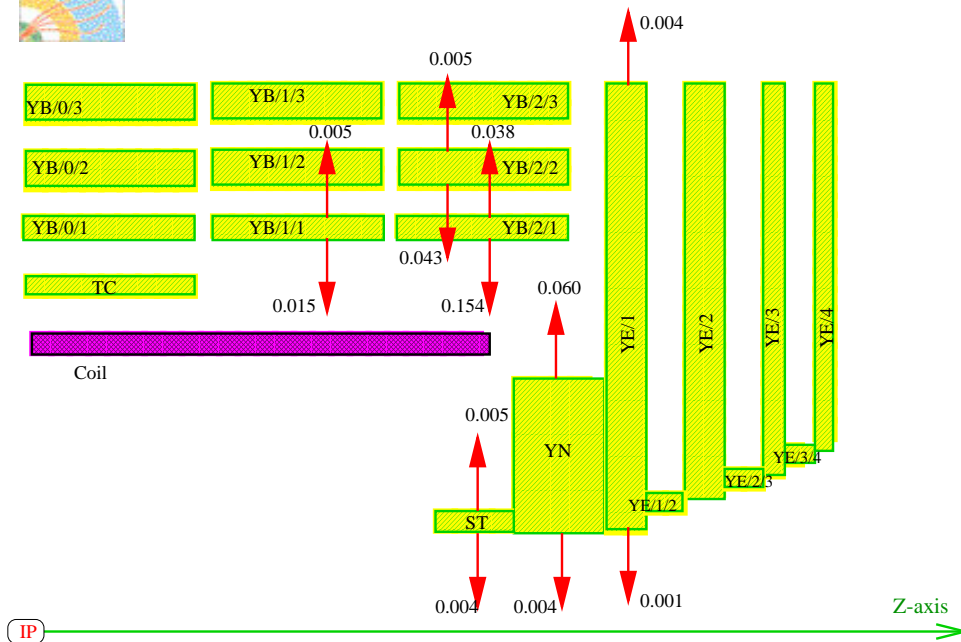 0.004
0.005
YB/0/3
YB/1/3
YB/2/3
0.005
0.038
YB/0/2
YB/1/2
YB/2/2
YB/0/1
YB/1/1
YB/2/1
0.043
TC
0.015
0.154
0.060
YE/1
YE/2
YE/3
YE/4
Coil
0.005
YN
YE/3/4
YE/2/3
YE/1/2
ST
0.004
0.004
0.001
Z-axis
IP